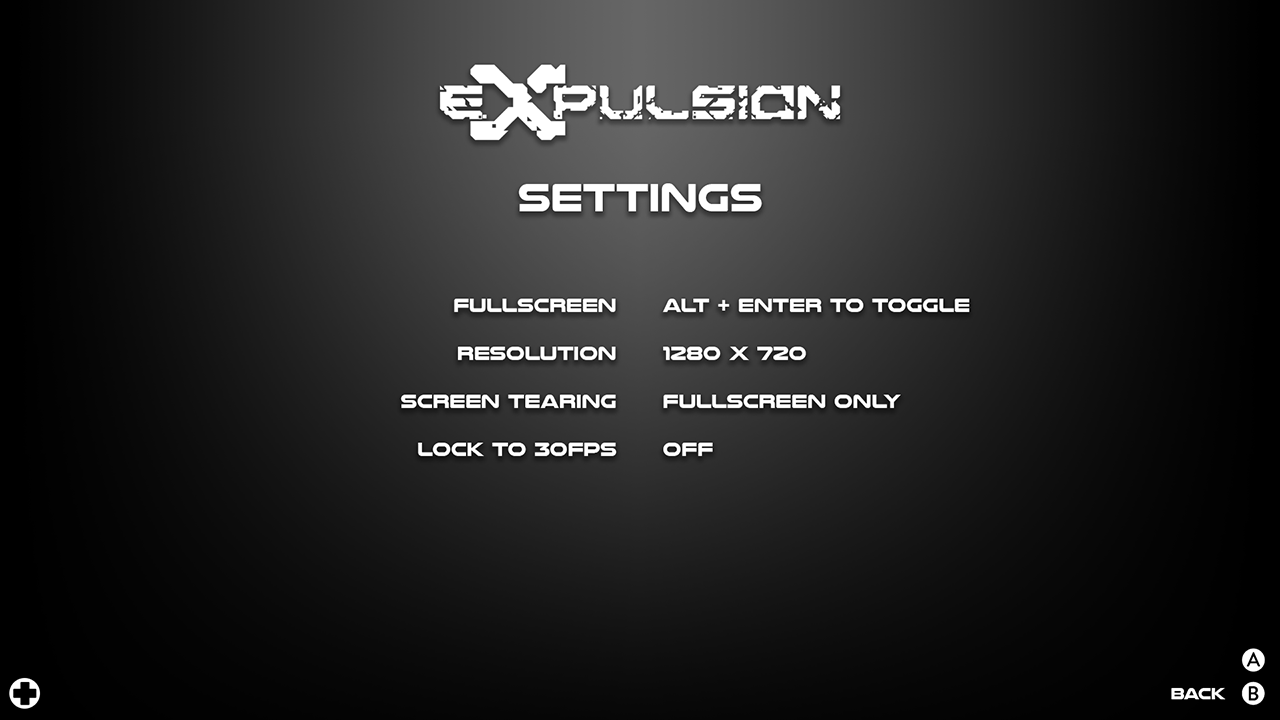 EXPULSION
SETTINGS
FULLSCREEN ALT + ENTER TO TOGGLE
RESOLUTION 1280 X 720
SCREEN TEARING FULLSCREEN ONLY
LOCK TO 30FPS OFF
A
BACK B